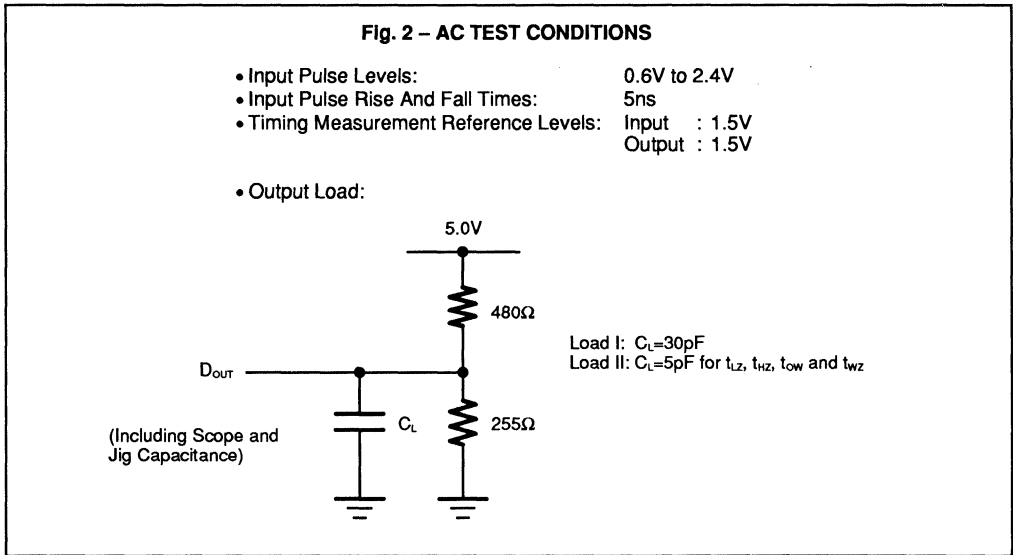 Fig. 2 – AC TEST CONDITIONS
• Input Pulse Levels: 0.6V to 2.4V
• Input Pulse Rise And Fall Times: 5ns
• Timing Measurement Reference Levels: Input : 1.5V
Output : 1.5V
• Output Load:
5.0V
480Ω
Load I: CL=30pF
Load II: CL=5pF for tLZ, tHZ, tOW and tWZ
DOUT
CL
255Ω
(Including Scope and
Jig Capacitance)